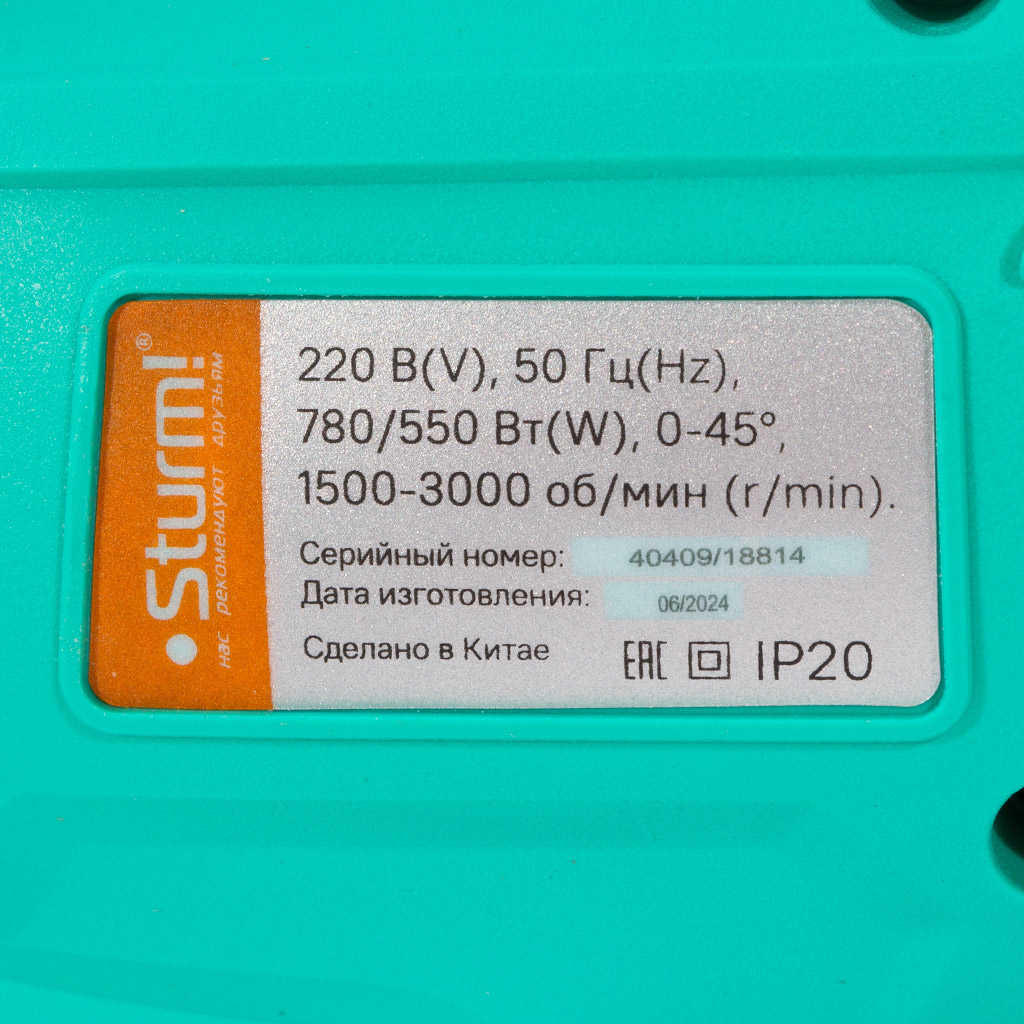 •Sturm!®
нас рекомендуют друзьям
220 В(V), 50 Гц(Hz),
780/550 Вт(W), 0-45°,
1500-3000 об/мин (r/min).
Серийный номер: 40409/18814
Дата изготовления: 06/2024
Сделано в Китае
EAC IP20